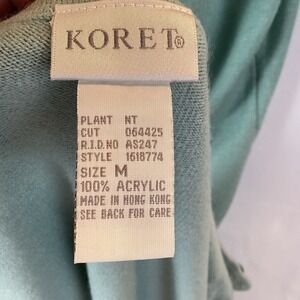 KORET®
PLANT NT
CUT 064425
R.I.D.NO AS247
STYLE 1618774
SIZE M
100% ACRYLIC
MADE IN HONG KONG
SEE BACK FOR CARE